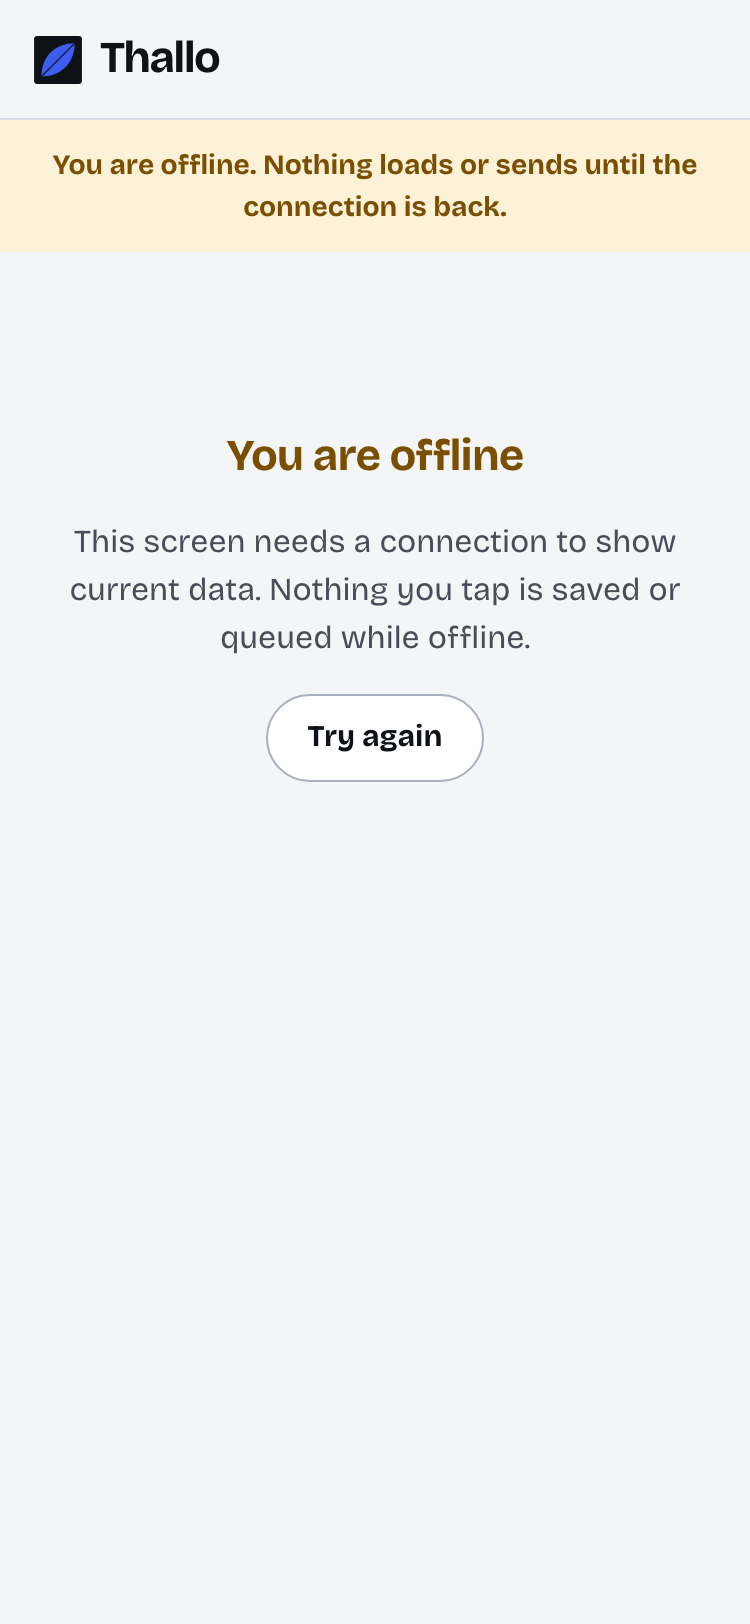 Thallo
You are offline. Nothing loads or sends until the
connection is back.
You are offline
This screen needs a connection to show
current data. Nothing you tap is saved or
queued while offline.
Try again